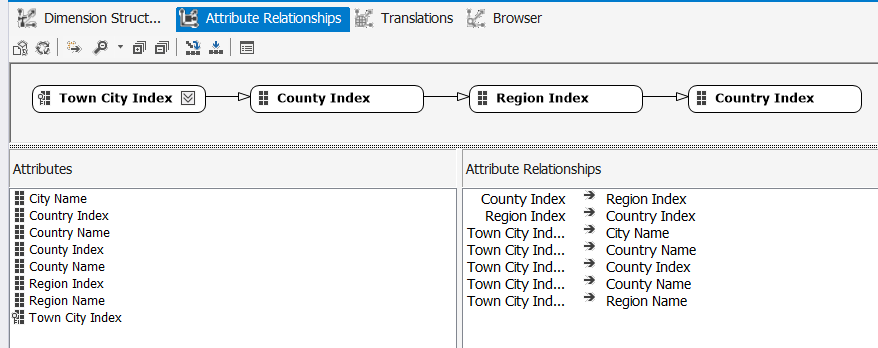 Dimension Struct... Attribute Relationships Translations Browser
Town City Index County Index Region Index Country Index
Attributes
City Name
Country Index
Country Name
County Index
County Name
Region Index
Region Name
Town City Index
Attribute Relationships
County Index Region Index
Region Index Country Index
Town City Ind... City Name
Town City Ind... Country Name
Town City Ind... County Index
Town City Ind... County Name
Town City Ind... Region Name